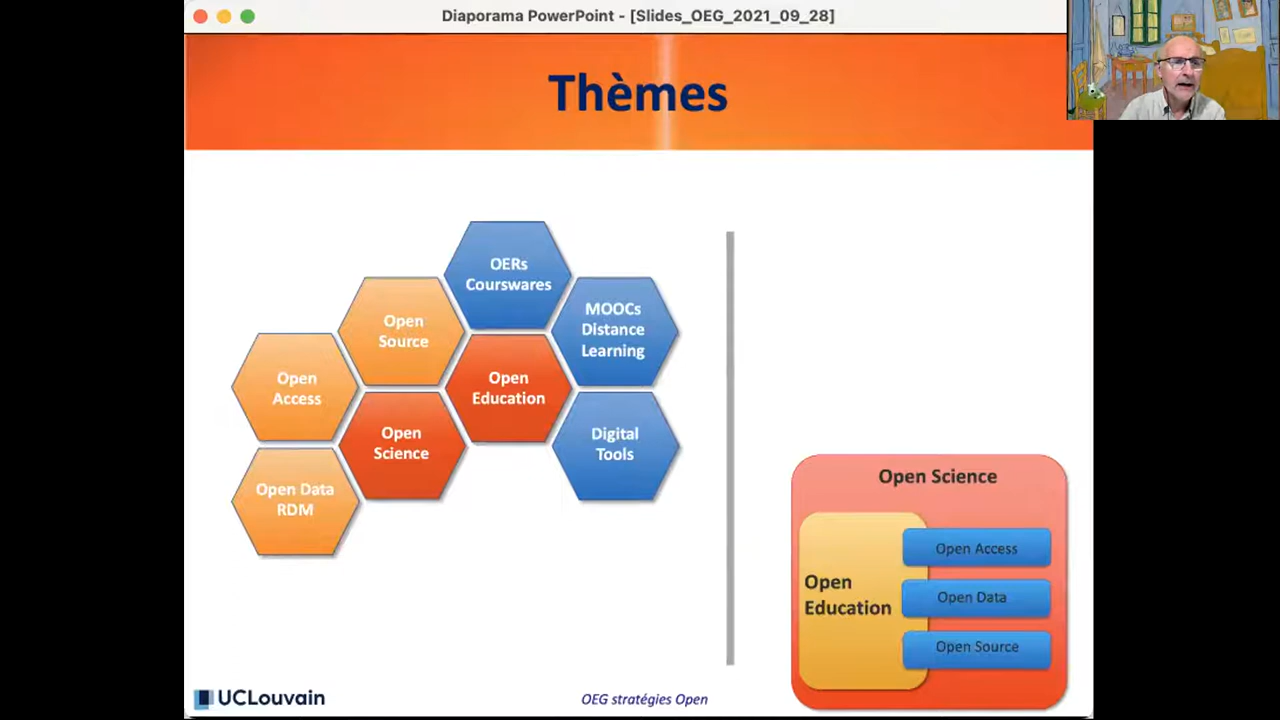 Diaporama PowerPoint - [Slides_OEG_2021_09_28]
Thèmes
OERs
Courswares
MOOCs
Distance
Learning
Open
Source
Open
Education
Open
Access
Open
Science
Digital
Tools
Open Data
RDM
Open Science
Open
Education
Open Access
Open Data
Open Source
UCLouvain
OEG stratégies Open